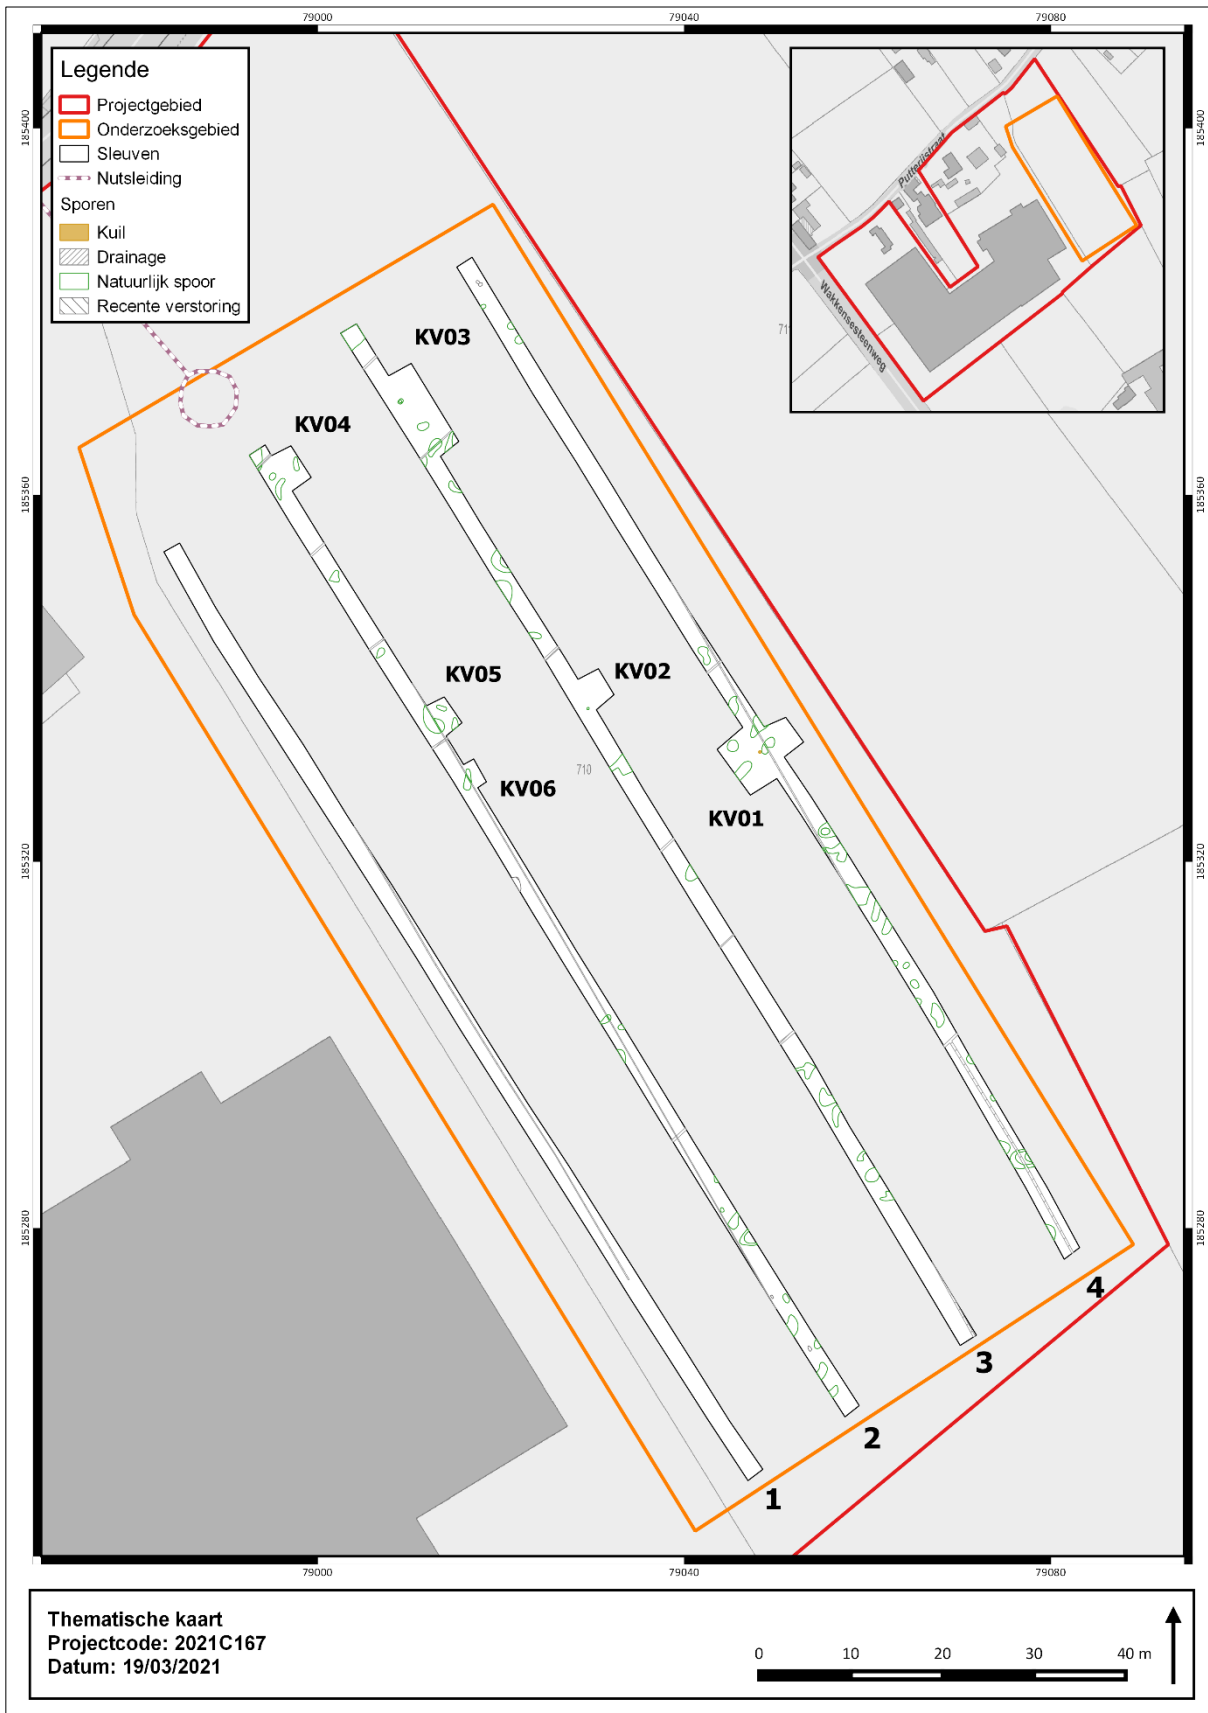 79000
79040
79080
Legende
Projectgebied
Onderzoeksgebied
Sleuven
Nutsleiding
Sporen
Kuil
Drainage
Natuurlijk spoor
Recente verstoring
Putterijstraat
Wakkensesteenweg
185400
185400
KV03
KV04
185360
185360
KV05
KV02
710
KV06
KV01
185320
185320
185280
185280
4
3
2
1
79000
79040
79080
Thematische kaart
Projectcode: 2021C167
Datum: 19/03/2021
0 10 20 30 40 m